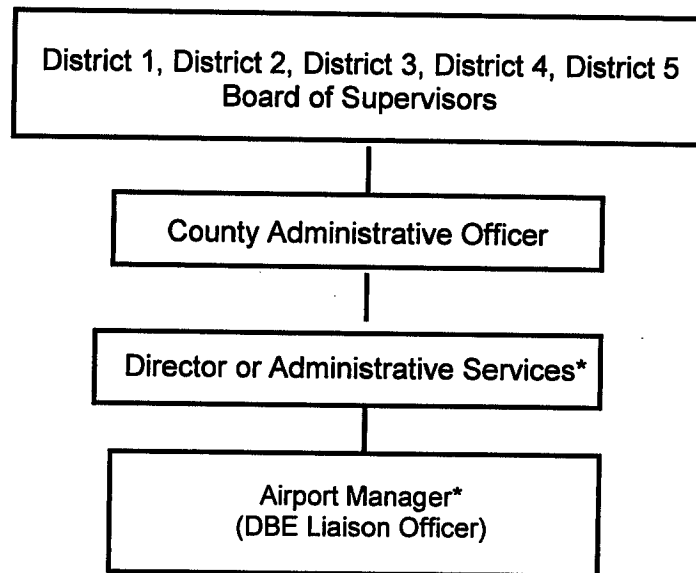 District 1, District 2, District 3, District 4, District 5
Board of Supervisors
County Administrative Officer
Director or Administrative Services*
Airport Manager*
(DBE Liaison Officer)